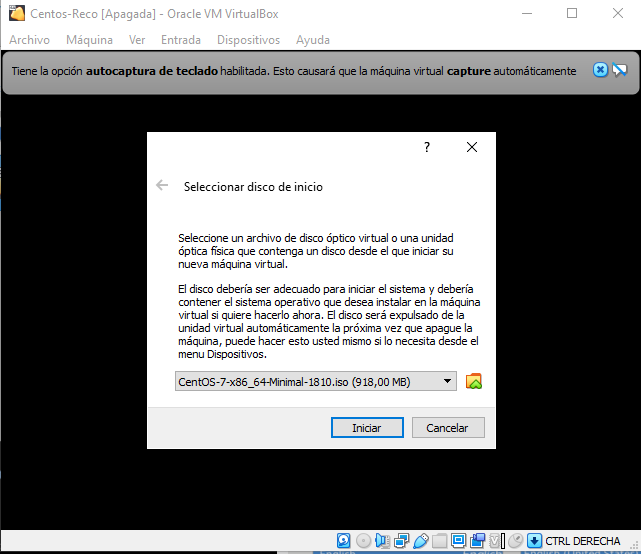 Centos-Reco [Apagada] - Oracle VM VirtualBox
Archivo Máquina Ver Entrada Dispositivos Ayuda
Tiene la opción autocaptura de teclado habilitada. Esto causará que la máquina virtual capture automáticamente
?
Seleccionar disco de inicio
Seleccione un archivo de disco óptico virtual o una unidad
óptica física que contenga un disco desde el que iniciar su
nueva máquina virtual.
El disco debería ser adecuado para iniciar el sistema y debería
contener el sistema operativo que desea instalar en la máquina
virtual si quiere hacerlo ahora. El disco será expulsado de la
unidad virtual automáticamente la próxima vez que apague la
máquina, puede hacer esto usted mismo si lo necesita desde el
menu Dispositivos.
CentOS-7-x86_64-Minimal-1810.iso (918,00 MB)
Iniciar Cancelar
CTRL DERECHA